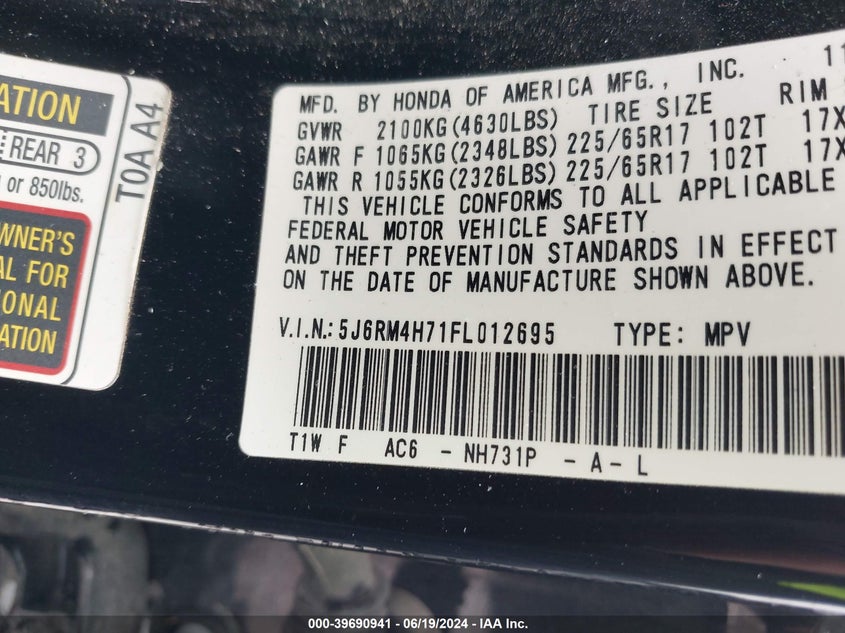 ATION
REAR 3
or 850lbs.
WNER'S
AL FOR
IONAL
ATION
T0A A4
MFD. BY HONDA OF AMERICA MFG., INC. 11
GVWR 2100KG(4630LBS) TIRE SIZE RIM
GAWR F 1065KG(2348LBS) 225/65R17 102T 17X
GAWR R 1055KG(2326LBS) 225/65R17 102T 17X
THIS VEHICLE CONFORMS TO ALL APPLICABLE
FEDERAL MOTOR VEHICLE SAFETY
AND THEFT PREVENTION STANDARDS IN EFFECT
ON THE DATE OF MANUFACTURE SHOWN ABOVE.
V.I.N.: 5J6RM4H71FL012695 TYPE: MPV
T1W F AC6 - NH731P - A - L
000-39690941 / 06/19/2024 - IAA Inc.